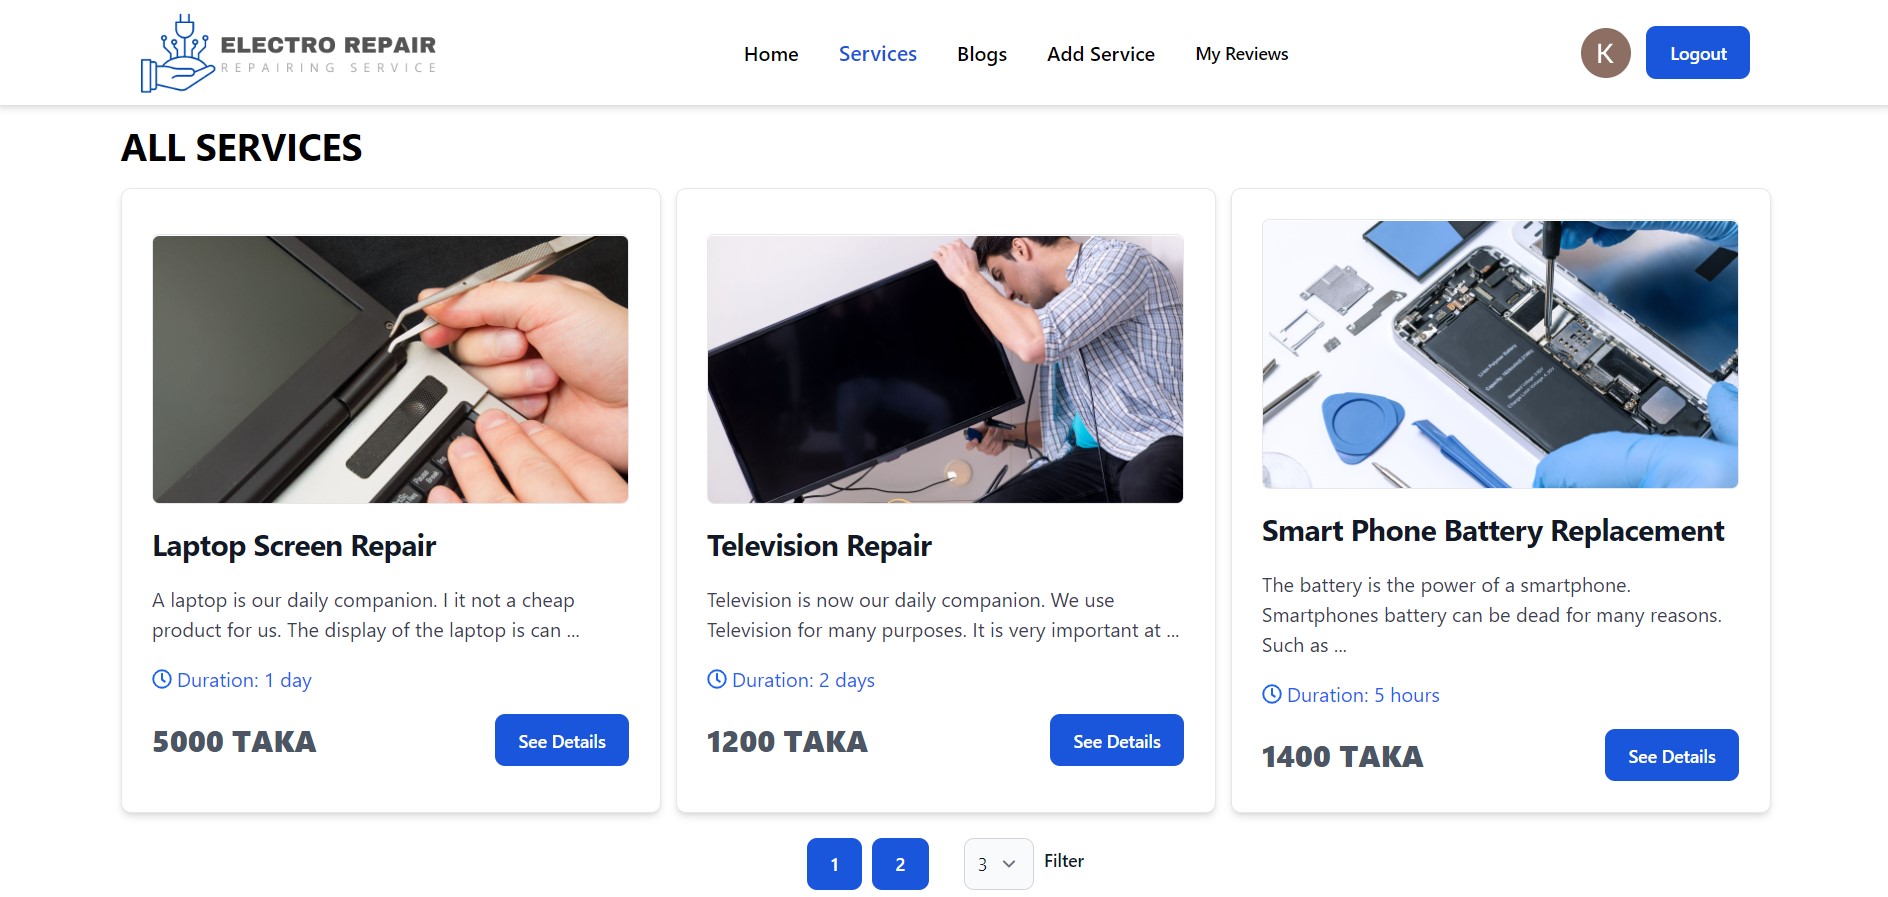 ELECTRO REPAIR
REPAIRING SERVICE
Home
Services
Blogs
Add Service
My Reviews
K
Logout
ALL SERVICES
Laptop Screen Repair
A laptop is our daily companion. I it not a cheap
product for us. The display of the laptop is can ...
Duration: 1 day
5000 TAKA
See Details
Television Repair
Television is now our daily companion. We use
Television for many purposes. It is very important at ...
Duration: 2 days
1200 TAKA
See Details
Smart Phone Battery Replacement
The battery is the power of a smartphone.
Smartphones battery can be dead for many reasons.
Such as ...
Duration: 5 hours
1400 TAKA
See Details
1
2
3
Filter